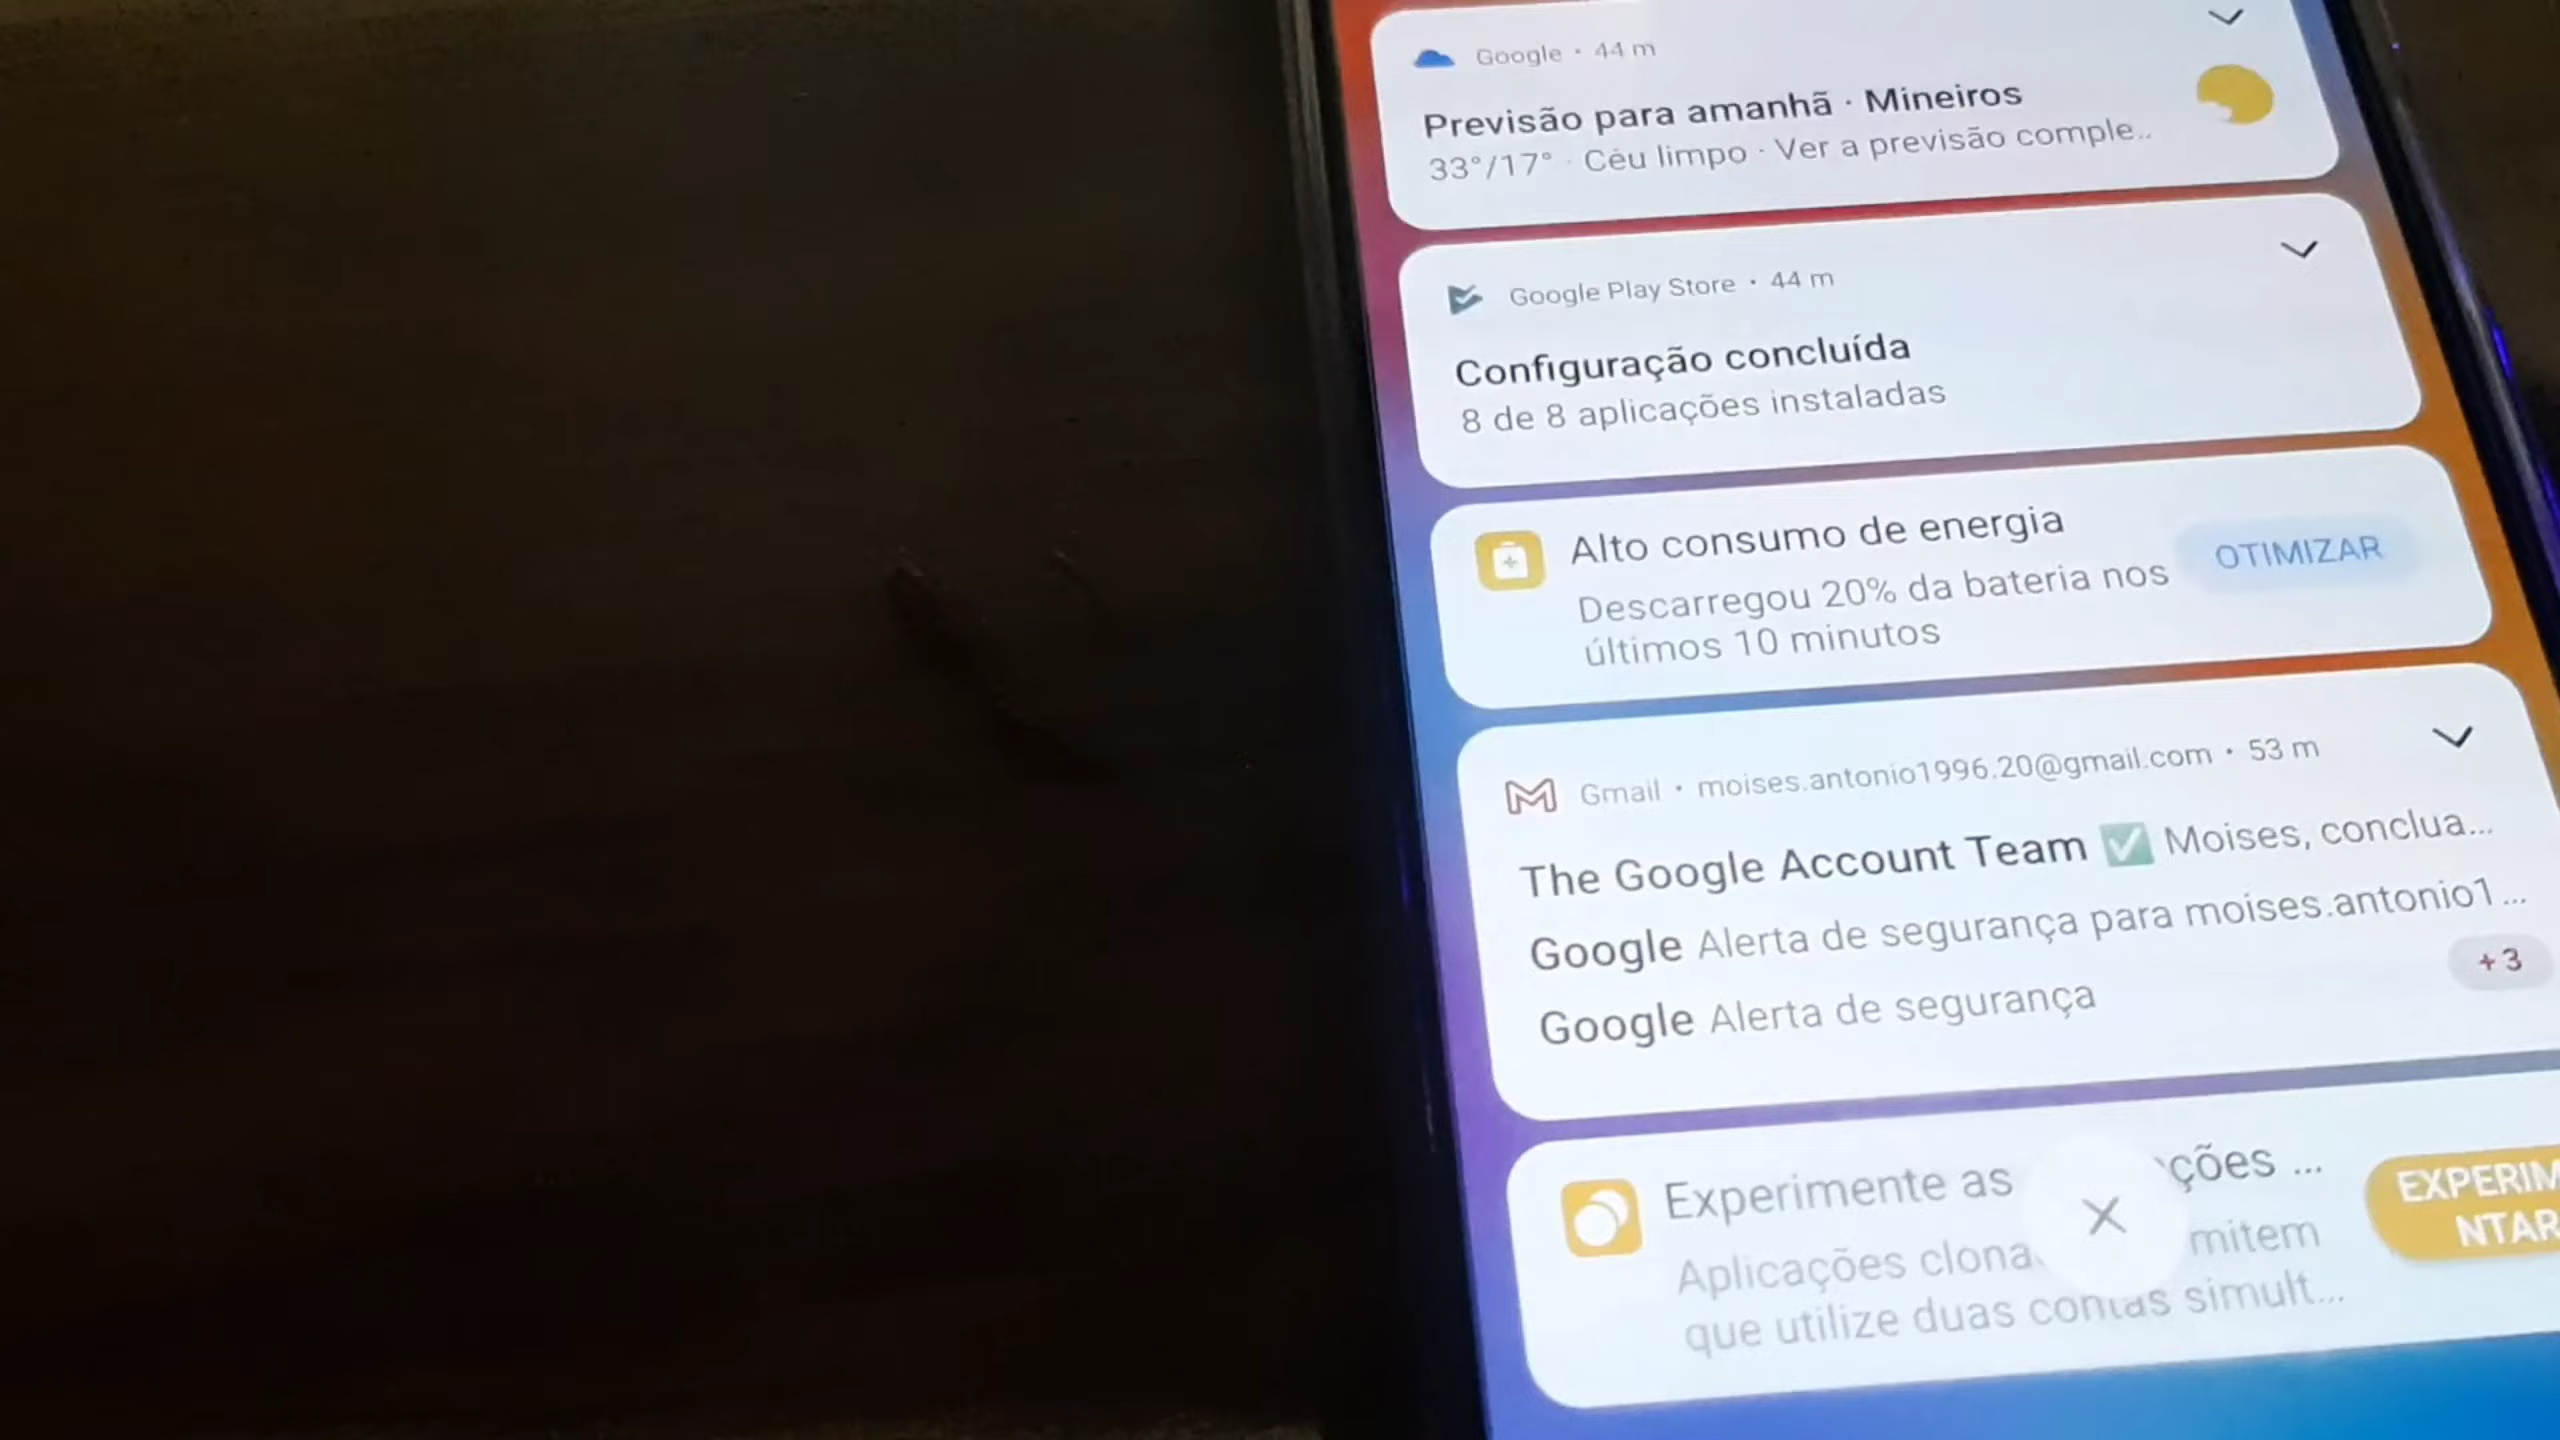 Google · 44 m
Previsão para amanhã · Mineiros
33°/17° · Céu limpo · Ver a previsão comple..
Google Play Store · 44 m
Configuração concluída
8 de 8 aplicações instaladas
Alto consumo de energia
Descarregou 20% da bateria nos
últimos 10 minutos
OTIMIZAR
Gmail · moises.antonio1996.20@gmail.com · 53 m
The Google Account Team ✅ Moises, conclua...
Google Alerta de segurança para moises.antonio1...
Google Alerta de segurança
+3
Experimente as ções ...
Aplicações clona mitem
que utilize duas contas simult...
EXPERIM
NTAR